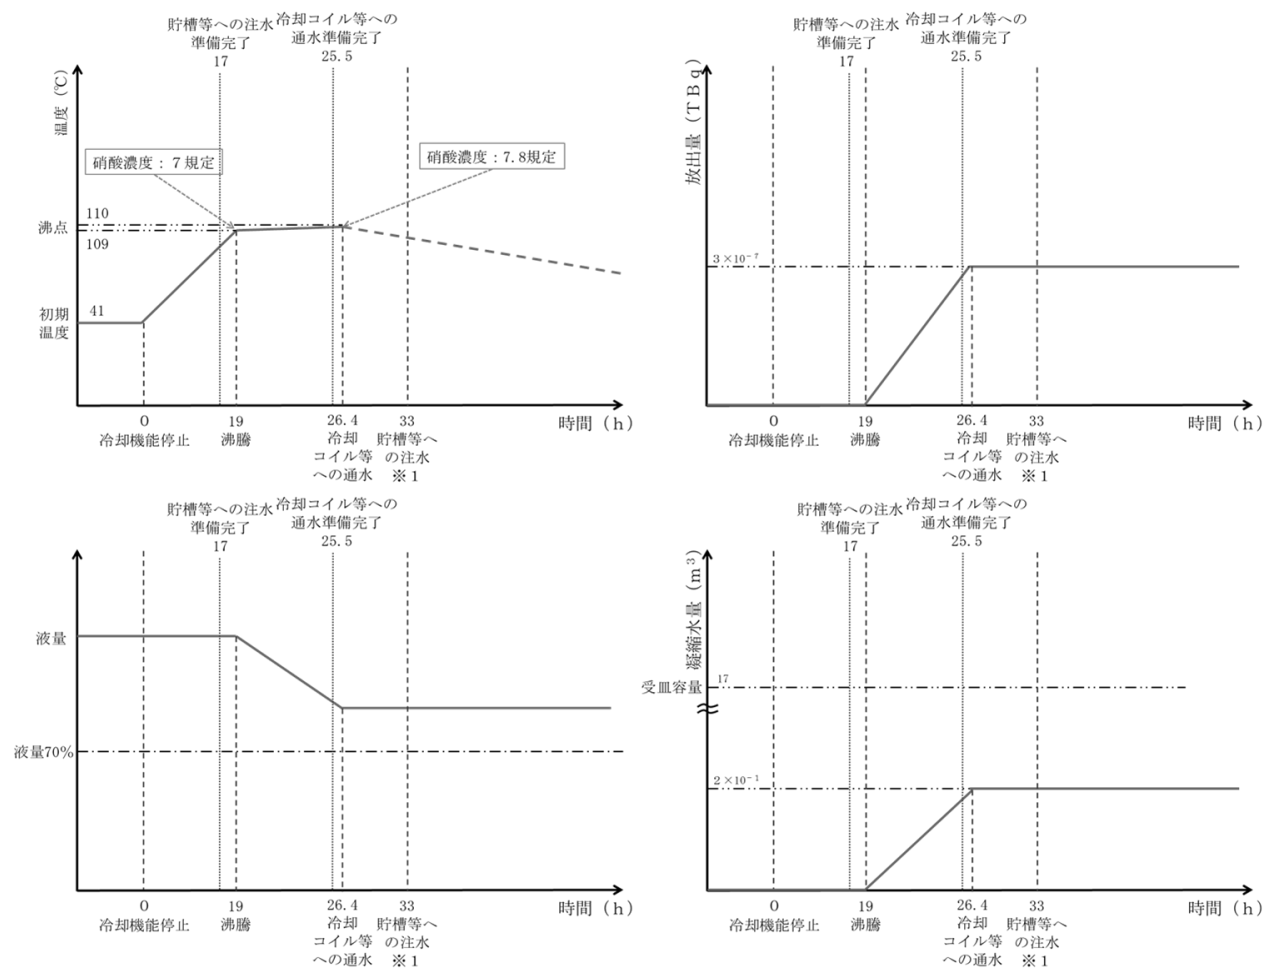 貯槽等への注水
準備完了
17
冷却コイル等への
通水準備完了
25.5
温度（℃）
硝酸濃度：７規定
硝酸濃度：7.8規定
110
沸点
109
41
初期
温度
0
冷却機能停止
19
沸騰
26.4
冷却
コイル等
への通水
33
貯槽等へ
の注水
※１
時間（ｈ）
貯槽等への注水
準備完了
17
冷却コイル等への
通水準備完了
25.5
放出量（ＴＢｑ）
3×10⁻⁷
0
冷却機能停止
19
沸騰
26.4
冷却
コイル等
への通水
33
貯槽等へ
の注水
※１
時間（ｈ）
貯槽等への注水
準備完了
17
冷却コイル等への
通水準備完了
25.5
液量
液量70%
0
冷却機能停止
19
沸騰
26.4
冷却
コイル等
への通水
33
貯槽等へ
の注水
※１
時間（ｈ）
貯槽等への注水
準備完了
17
冷却コイル等への
通水準備完了
25.5
凝縮水量（ｍ³）
受皿容量
17
2×10⁻¹
0
冷却機能停止
19
沸騰
26.4
冷却
コイル等
への通水
33
貯槽等へ
の注水
※１
時間（ｈ）